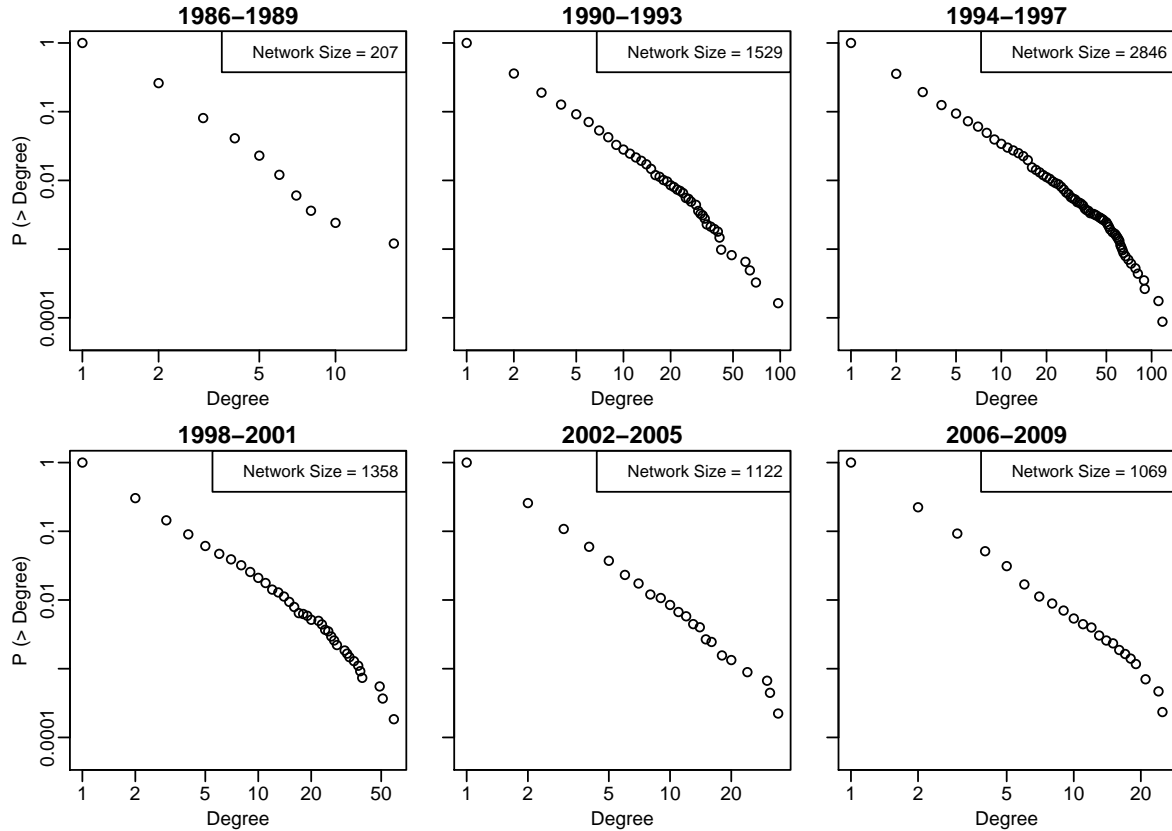 1986−1989
Network Size = 207
P (> Degree)
1
0.1
0.01
0.0001
1 2 5 10
Degree
1990−1993
Network Size = 1529
1 2 5 10 20 50 100
Degree
1994−1997
Network Size = 2846
1 2 5 10 20 50 100
Degree
1998−2001
Network Size = 1358
P (> Degree)
1
0.1
0.01
0.0001
1 2 5 10 20 50
Degree
2002−2005
Network Size = 1122
1 2 5 10 20
Degree
2006−2009
Network Size = 1069
1 2 5 10 20
Degree